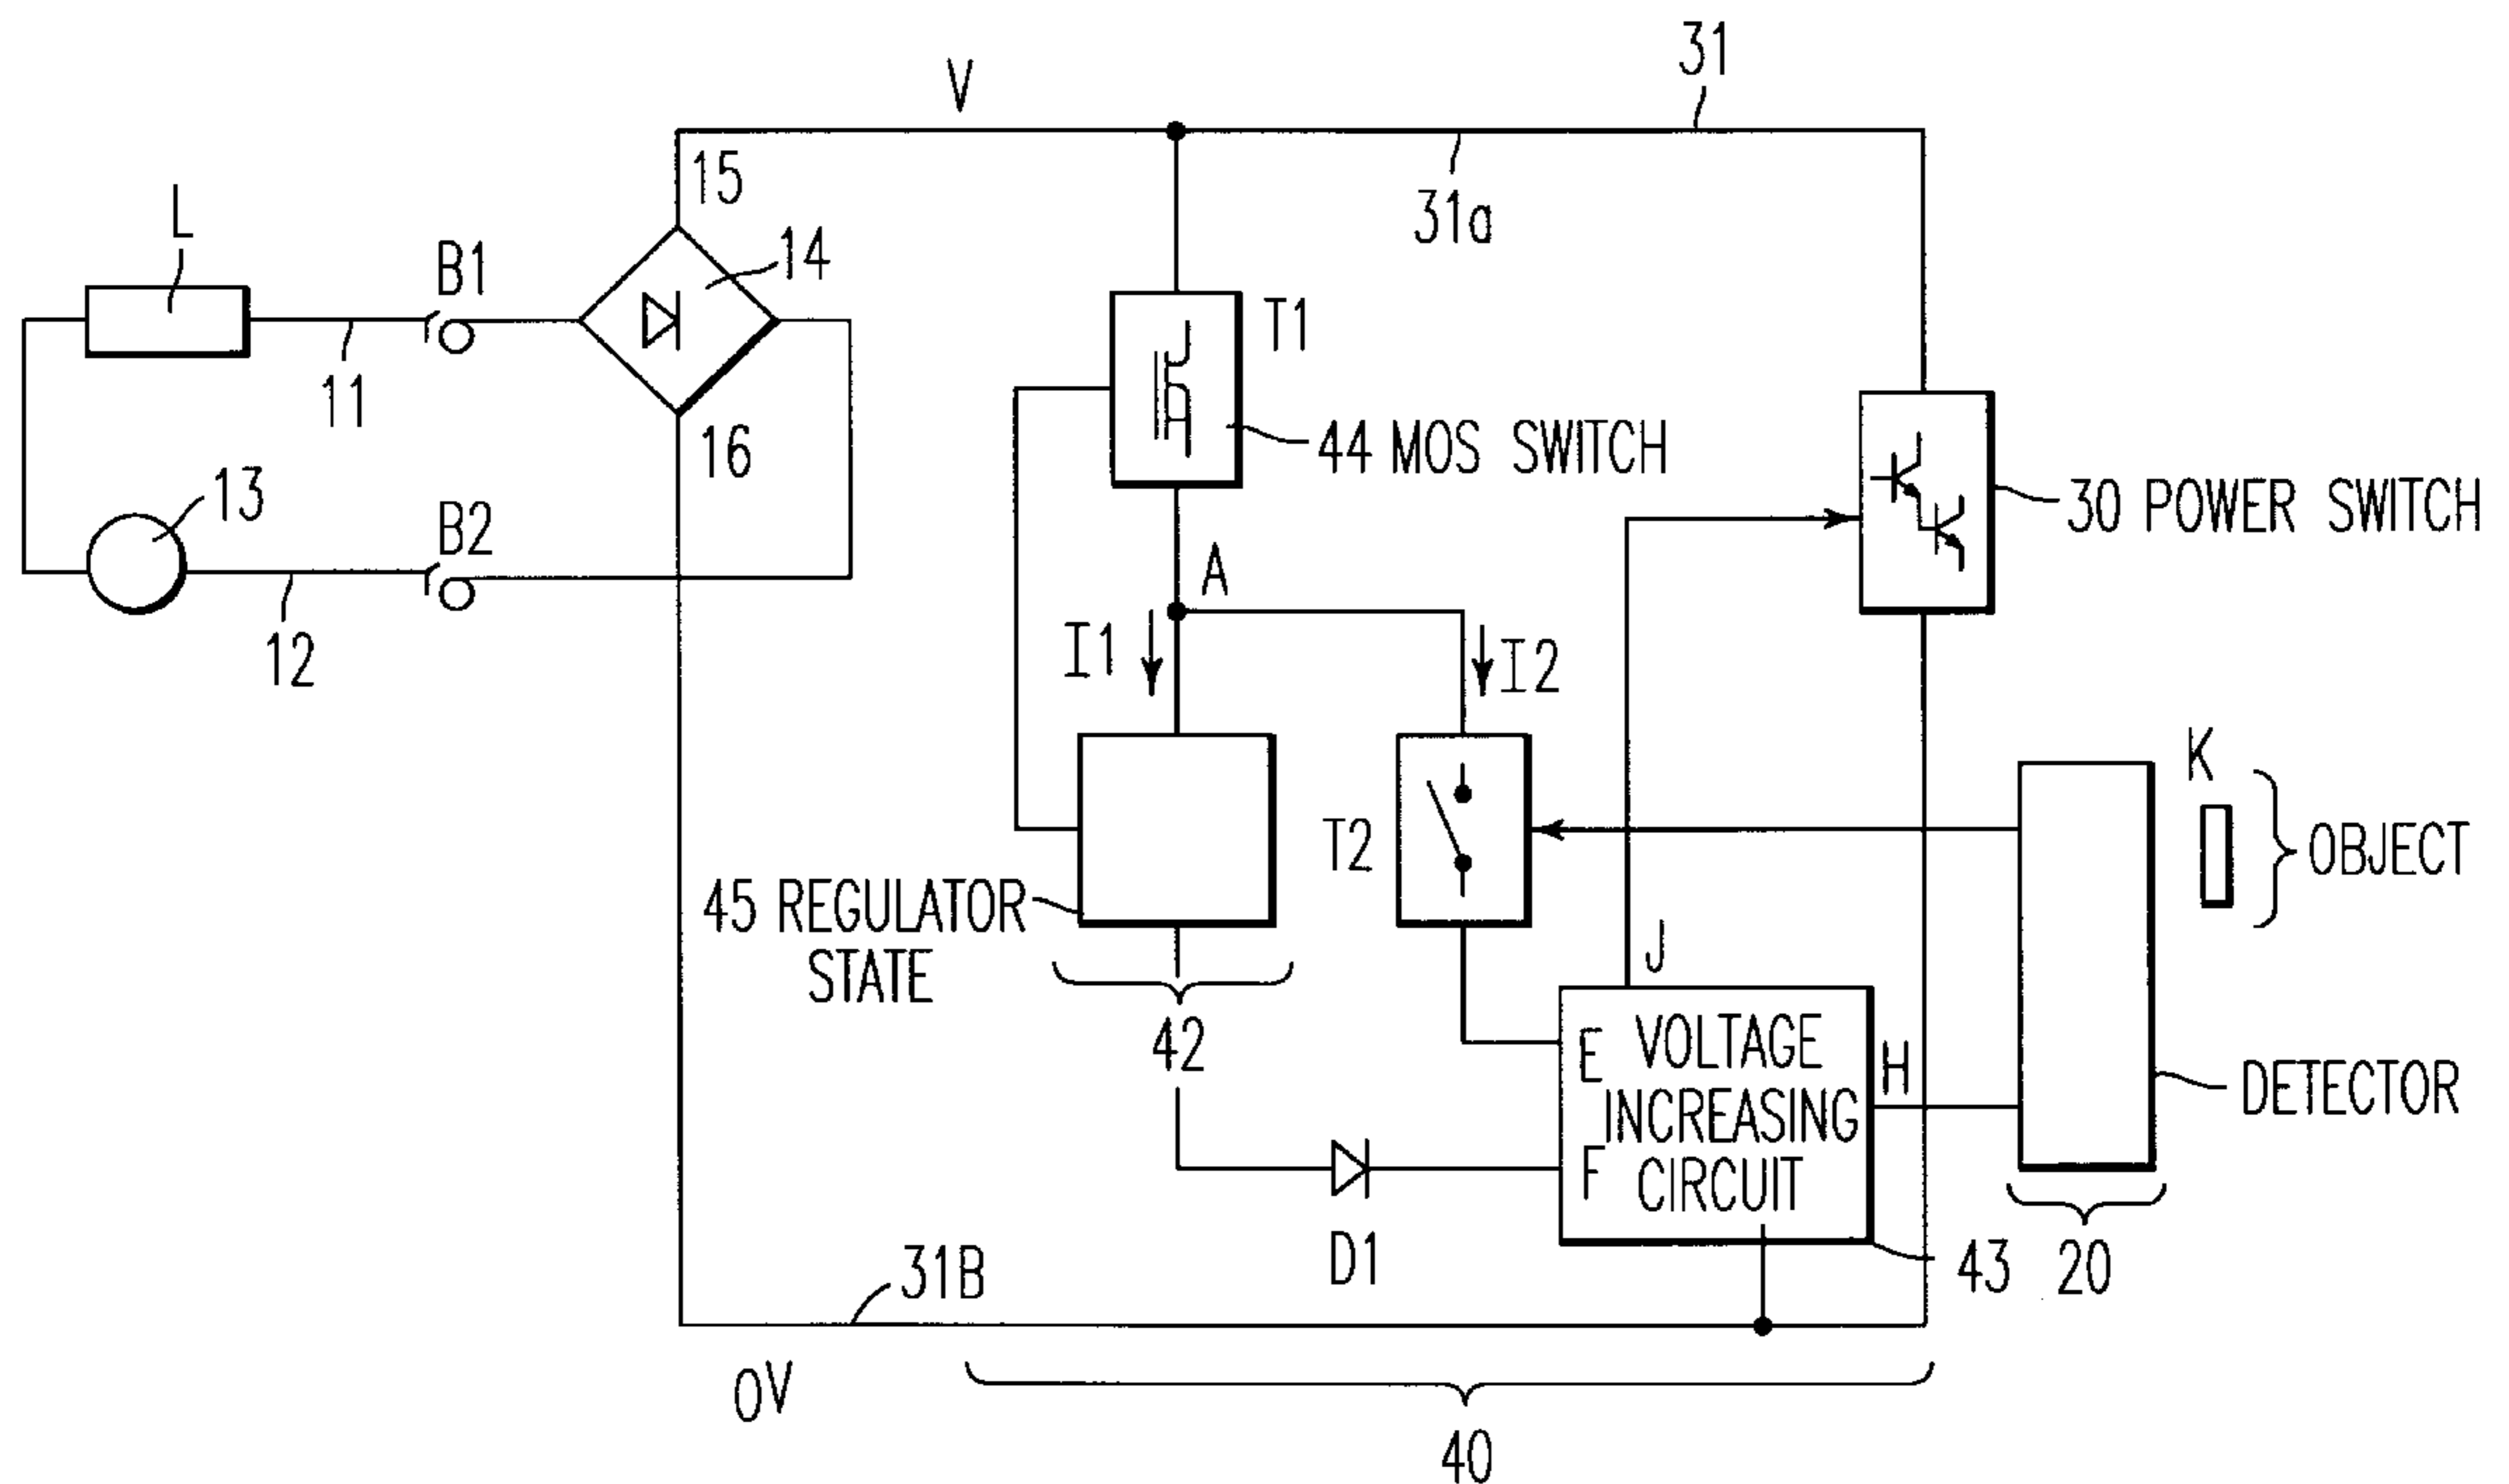 31
V
15
31a
L
B1
14
T1
11
16
44 MOS SWITCH
13
B2
30 POWER SWITCH
A
12
I1
I2
K
T2
OBJECT
45 REGULATOR
STATE
J
42
E
VOLTAGE
INCREASING
CIRCUIT
H
F
DETECTOR
D1
31B
43
20
0V
40